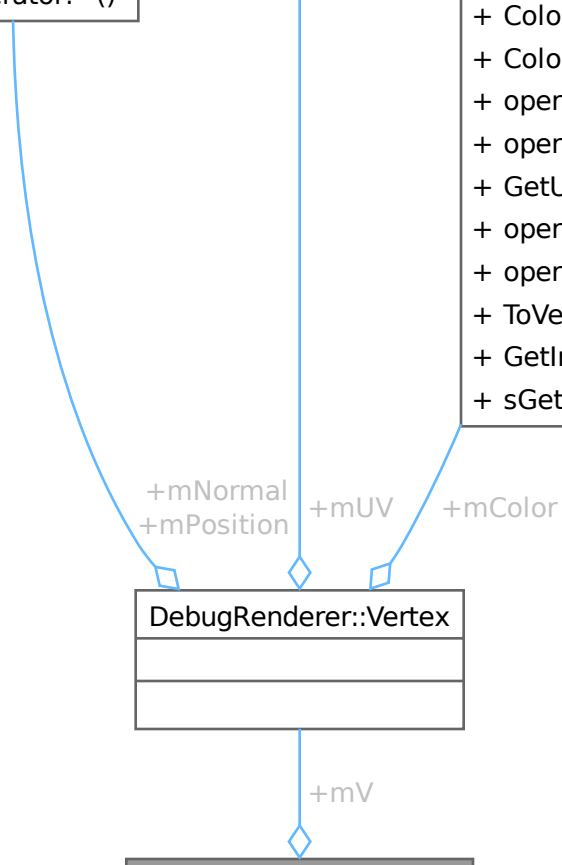 + Colo
+ Colo
+ oper
+ oper
+ GetU
+ oper
+ oper
+ ToVe
+ GetI
+ sGet
+mNormal
+mPosition
+mUV
+mColor
DebugRenderer::Vertex
+mV